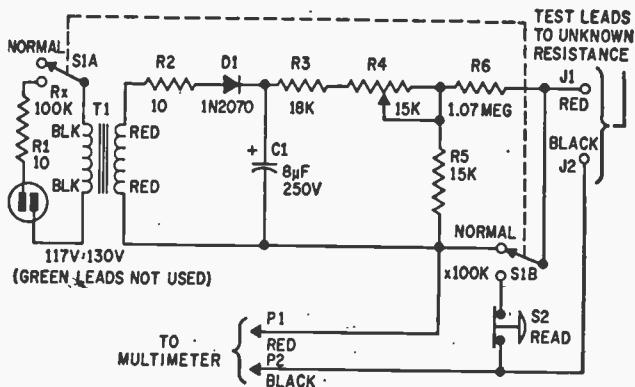 TEST LEADS
TO UNKNOWN
RESISTANCE
NORMAL
S1A
Rx
100K
T1
R1
10
BLK
BLK
RED
RED
117V:130V
(GREEN LEADS NOT USED)
R2
10
D1
1N2070
R3
18K
R4
15K
R6
1.07 MEG
J1
RED
BLACK
J2
+
C1
8µF
250V
R5
15K
NORMAL
x100K
S1B
S2
READ
TO
MULTIMETER
P1
RED
P2
BLACK